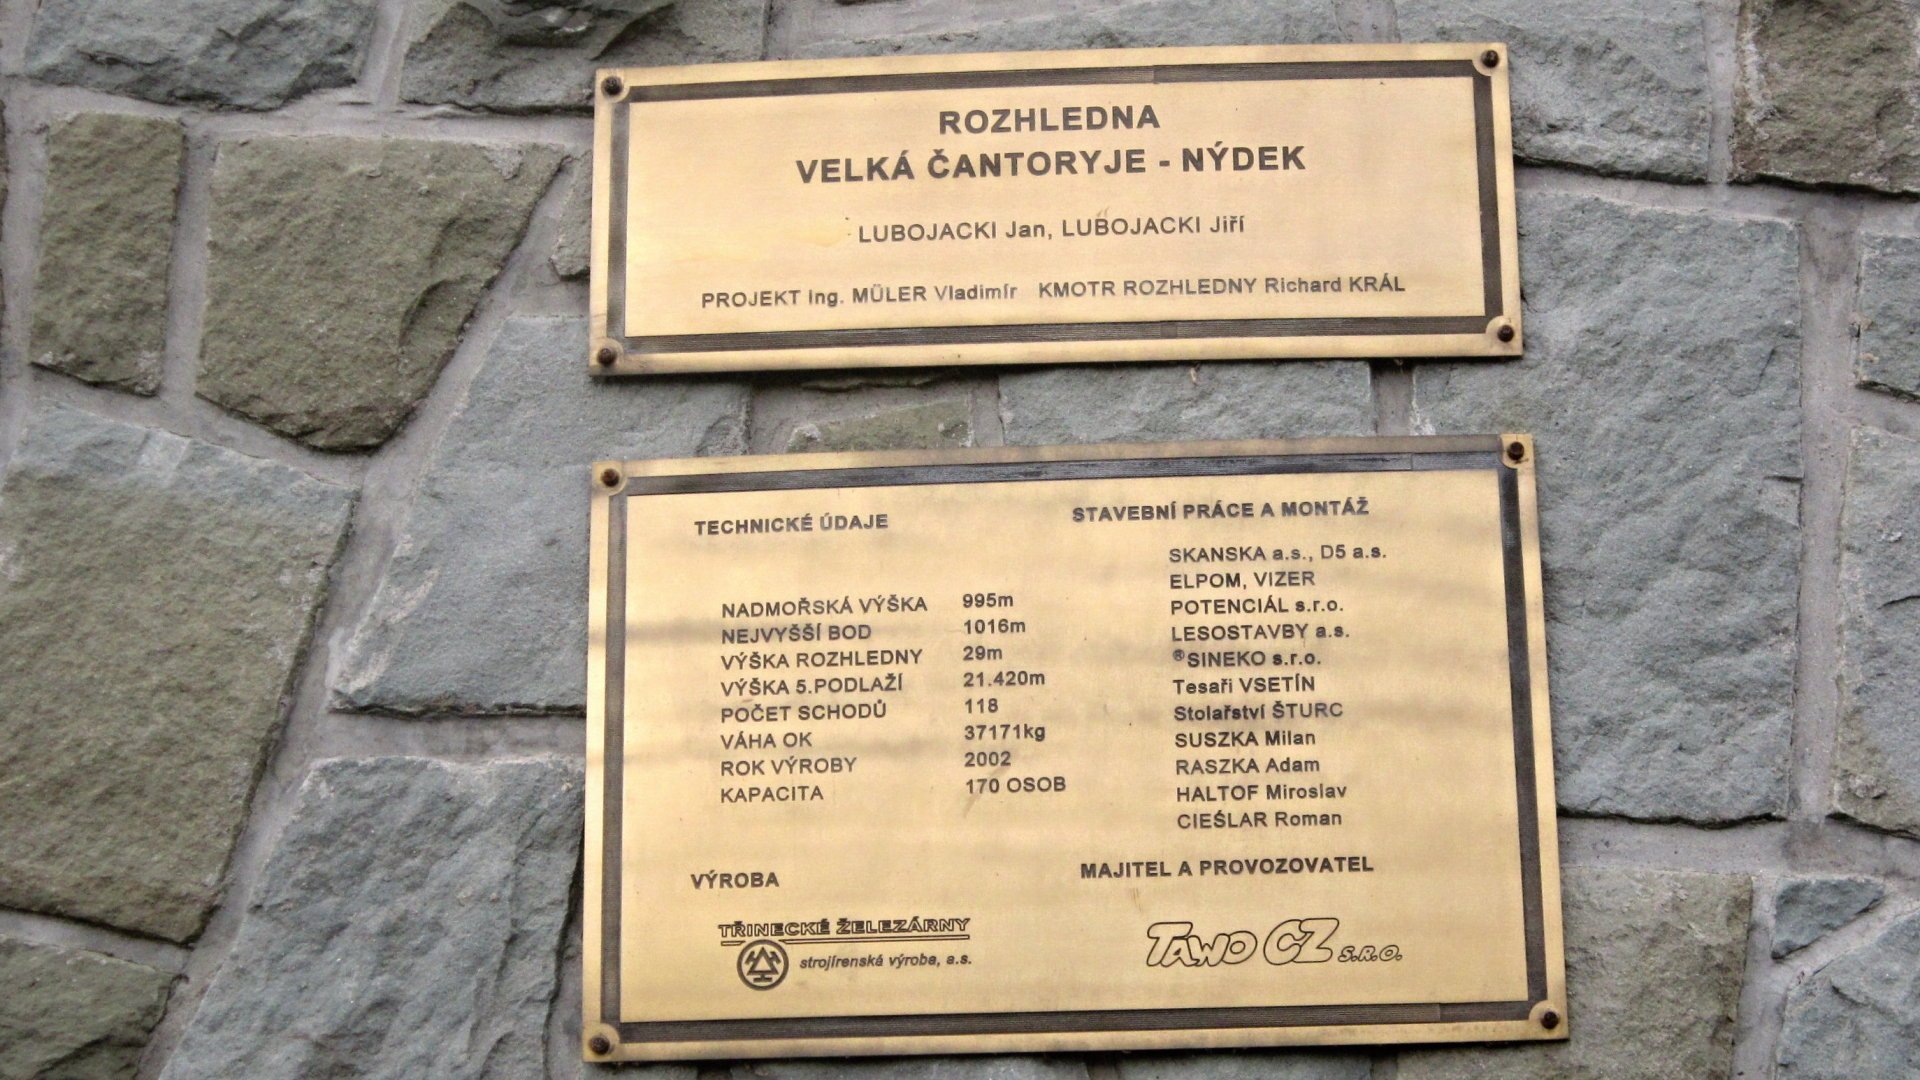 ROZHLEDNA
VELKÁ ČANTORYJE - NÝDEK
LUBOJACKI Jan, LUBOJACKI Jiří
PROJEKT Ing. MÜLER Vladimír KMOTR ROZHLEDNY Richard KRÁL
TECHNICKÉ ÚDAJE
NADMOŘSKÁ VÝŠKA 995m
NEJVYŠŠÍ BOD 1016m
VÝŠKA ROZHLEDNY 29m
VÝŠKA 5.PODLAŽÍ 21.420m
POČET SCHODŮ 118
VÁHA OK 37171kg
ROK VÝROBY 2002
KAPACITA 170 OSOB
STAVEBNÍ PRÁCE A MONTÁŽ
SKANSKA a.s., D5 a.s.
ELPOM, VIZER
POTENCIÁL s.r.o.
LESOSTAVBY a.s.
®SINEKO s.r.o.
Tesaři VSETÍN
Stolařství ŠTURC
SUSZKA Milan
RASZKA Adam
HALTOF Miroslav
CIEŚLAR Roman
VÝROBA
TŘINECKÉ ŽELEZÁRNY
strojírenská výroba, a.s.
MAJITEL A PROVOZOVATEL
TAWO CZ S.R.O.